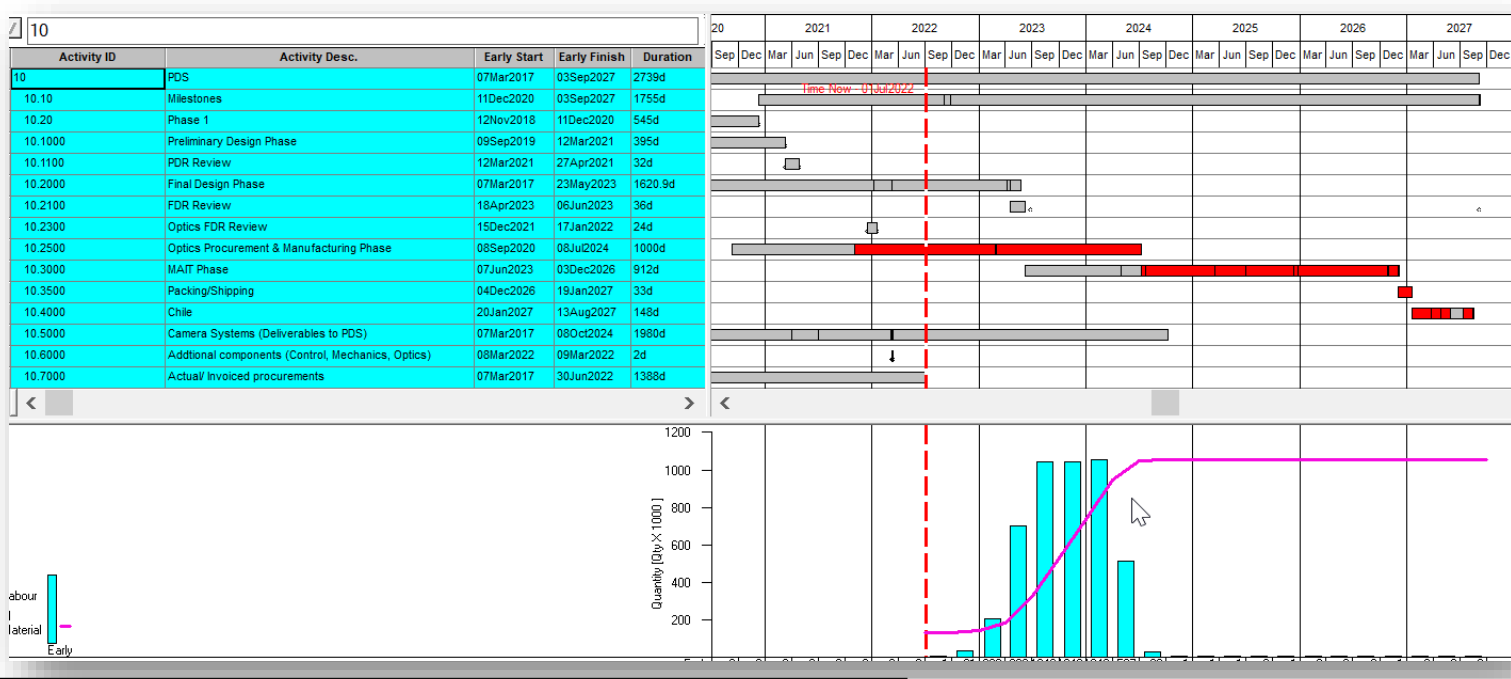 10
Activity ID Activity Desc. Early Start Early Finish Duration
10 PDS 07Mar2017 03Sep2027 2739d
10.10 Milestones 11Dec2020 03Sep2027 1755d
10.20 Phase 1 12Nov2018 11Dec2020 545d
10.1000 Preliminary Design Phase 09Sep2019 12Mar2021 395d
10.1100 PDR Review 12Mar2021 27Apr2021 32d
10.2000 Final Design Phase 07Mar2017 23May2023 1620.9d
10.2100 FDR Review 18Apr2023 06Jun2023 36d
10.2300 Optics FDR Review 15Dec2021 17Jan2022 24d
10.2500 Optics Procurement & Manufacturing Phase 08Sep2020 08Jul2024 1000d
10.3000 MAIT Phase 07Jun2023 03Dec2026 912d
10.3500 Packing/Shipping 04Dec2026 19Jan2027 33d
10.4000 Chile 20Jan2027 13Aug2027 148d
10.5000 Camera Systems (Deliverables to PDS) 07Mar2017 08Oct2024 1980d
10.6000 Addtional components (Control, Mechanics, Optics) 08Mar2022 09Mar2022 2d
10.7000 Actual/ Invoiced procurements 07Mar2017 30Jun2022 1388d
20 2021 2022 2023 2024 2025 2026 2027
Sep Dec Mar Jun Sep Dec Mar Jun Sep Dec Mar Jun Sep Dec Mar Jun Sep Dec Mar Jun Sep Dec Mar Jun Sep Dec Mar Jun Sep Dec
Time Now - 01Jul2022
1200
1000
800
600
400
200
Quantity [Qty X 1000 ]
abour
laterial
Early